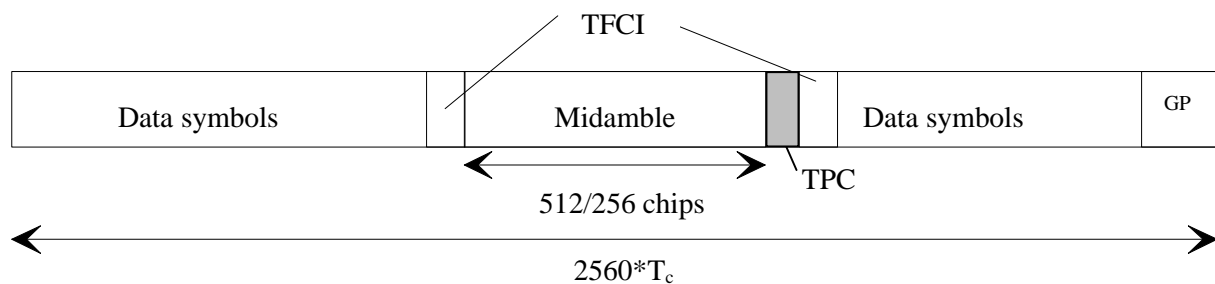 TFCI
Data symbols
Midamble
Data symbols
GP
TPC
512/256 chips
2560*Tc